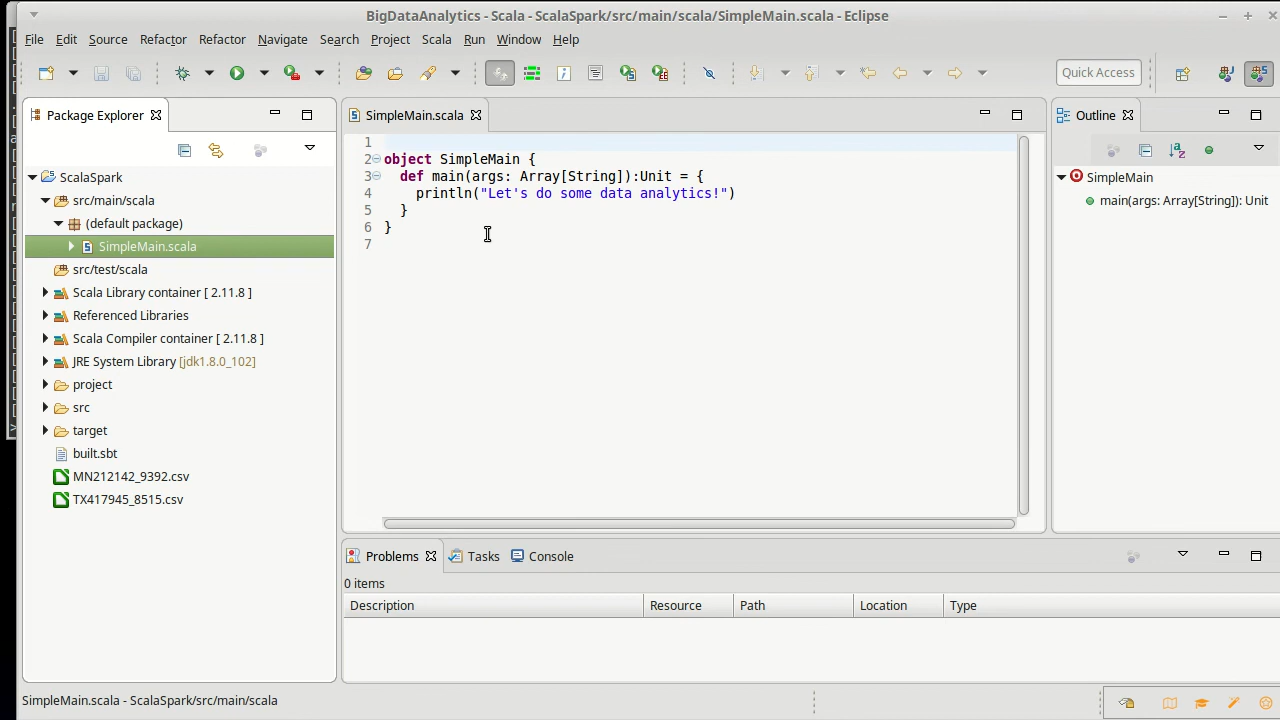 BigDataAnalytics - Scala - ScalaSpark/src/main/scala/SimpleMain.scala - Eclipse
File Edit Source Refactor Refactor Navigate Search Project Scala Run Window Help
Quick Access
Package Explorer
ScalaSpark
src/main/scala
(default package)
SimpleMain.scala
src/test/scala
Scala Library container [ 2.11.8 ]
Referenced Libraries
Scala Compiler container [ 2.11.8 ]
JRE System Library [jdk1.8.0_102]
project
src
target
built.sbt
MN212142_9392.csv
TX417945_8515.csv
SimpleMain.scala
1
2 object SimpleMain {
3 def main(args: Array[String]):Unit = {
4 println("Let's do some data analytics!")
5 }
6 }
7
Outline
SimpleMain
main(args: Array[String]): Unit
Problems Tasks Console
0 items
Description Resource Path Location Type
SimpleMain.scala - ScalaSpark/src/main/scala